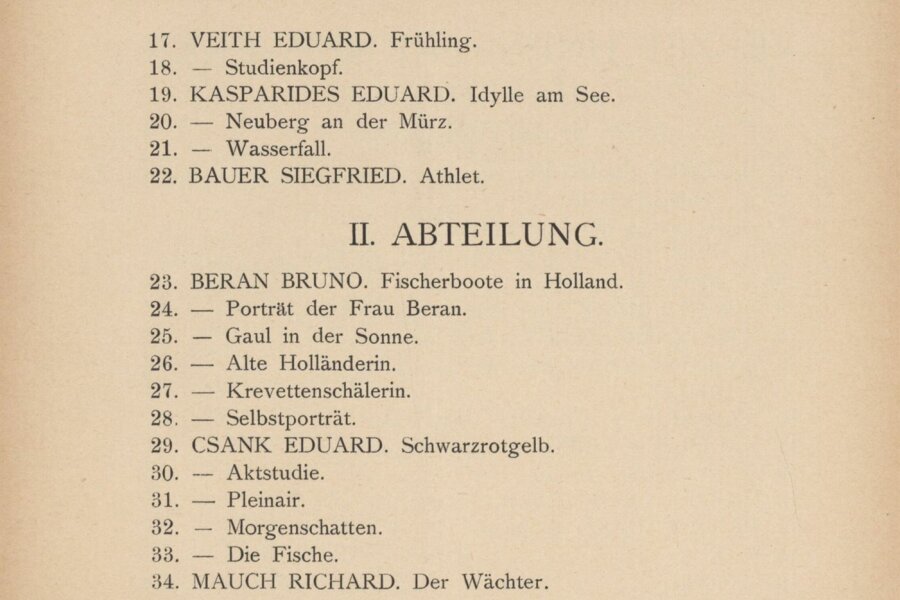 17. VEITH EDUARD. Frühling.
18. — Studienkopf.
19. KASPARIDES EDUARD. Idylle am See.
20. — Neuberg an der Mürz.
21. — Wasserfall.
22. BAUER SIEGFRIED. Athlet.
II. ABTEILUNG.
23. BERAN BRUNO. Fischerboote in Holland.
24. — Porträt der Frau Beran.
25. — Gaul in der Sonne.
26. — Alte Holländerin.
27. — Krevettenschälerin.
28. — Selbstporträt.
29. CSANK EDUARD. Schwarzrotgelb.
30. — Aktstudie.
31. — Pleinair.
32. — Morgenschatten.
33. — Die Fische.
34. MAUCH RICHARD. Der Wächter.